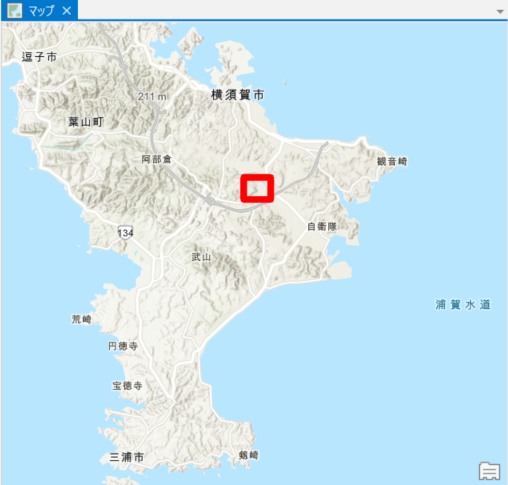 マップ
逗子市
211 m
横須賀市
葉山町
阿部倉
観音崎
自衛隊
134
武山
浦賀水道
荒崎
円徳寺
宝徳寺
三浦市
剱崎